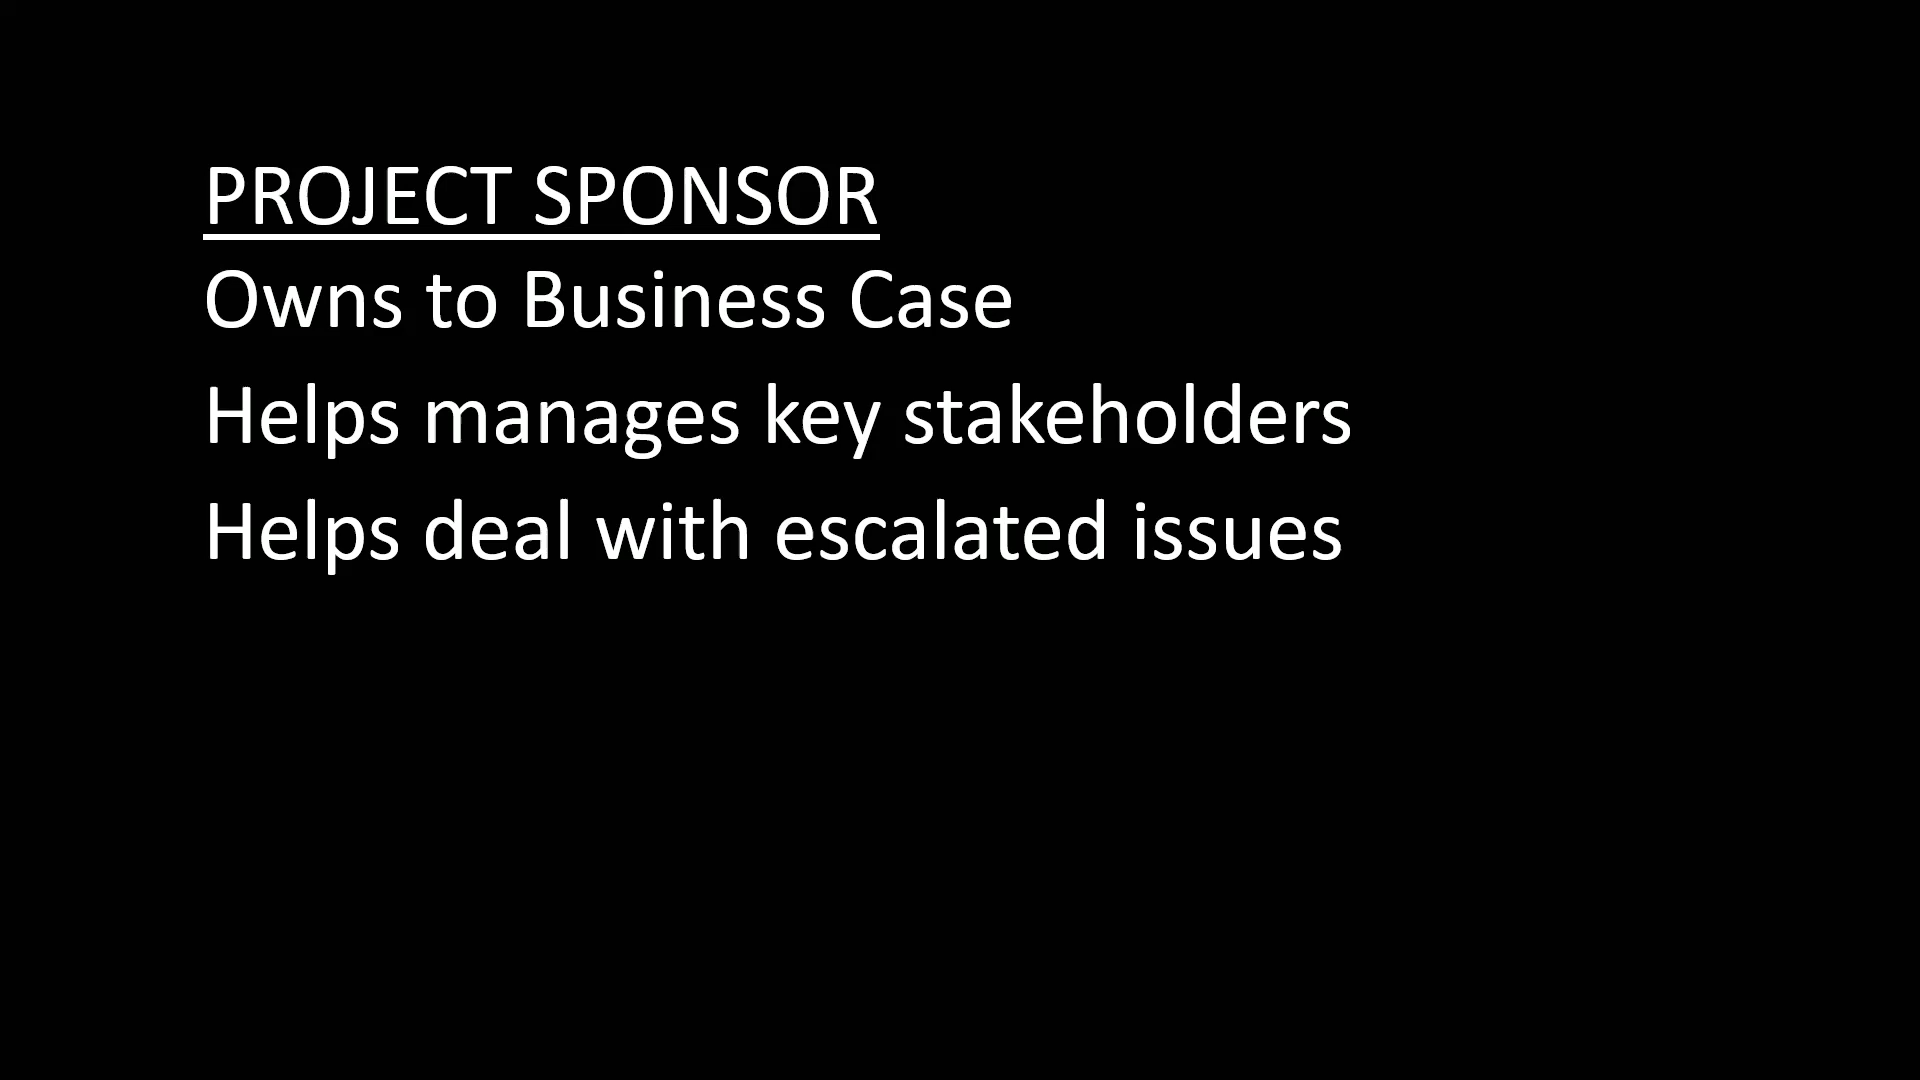 PROJECT SPONSOR
Owns to Business Case
Helps manages key stakeholders
Helps deal with escalated issues